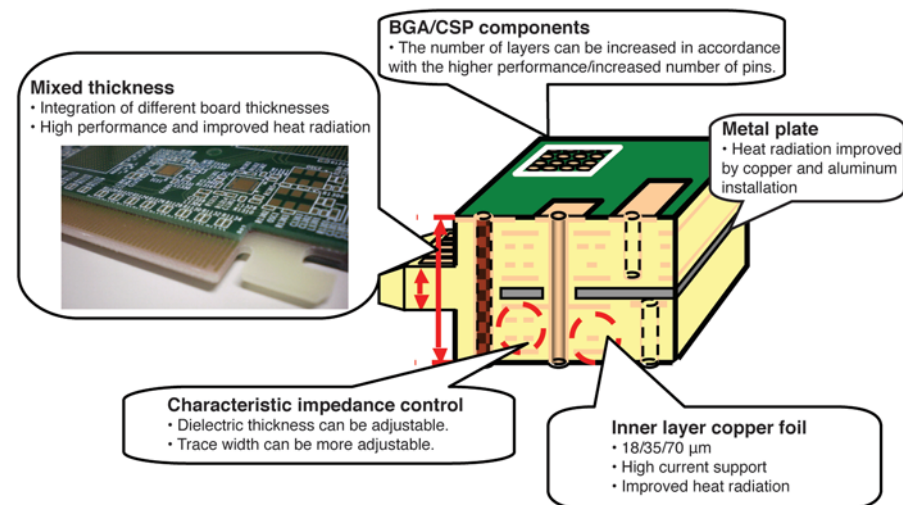 BGA/CSP components
• The number of layers can be increased in accordance
with the higher performance/increased number of pins.
Mixed thickness
• Integration of different board thicknesses
• High performance and improved heat radiation
Metal plate
• Heat radiation improved
by copper and aluminum
installation
Characteristic impedance control
• Dielectric thickness can be adjustable.
• Trace width can be more adjustable.
Inner layer copper foil
• 18/35/70 μm
• High current support
• Improved heat radiation